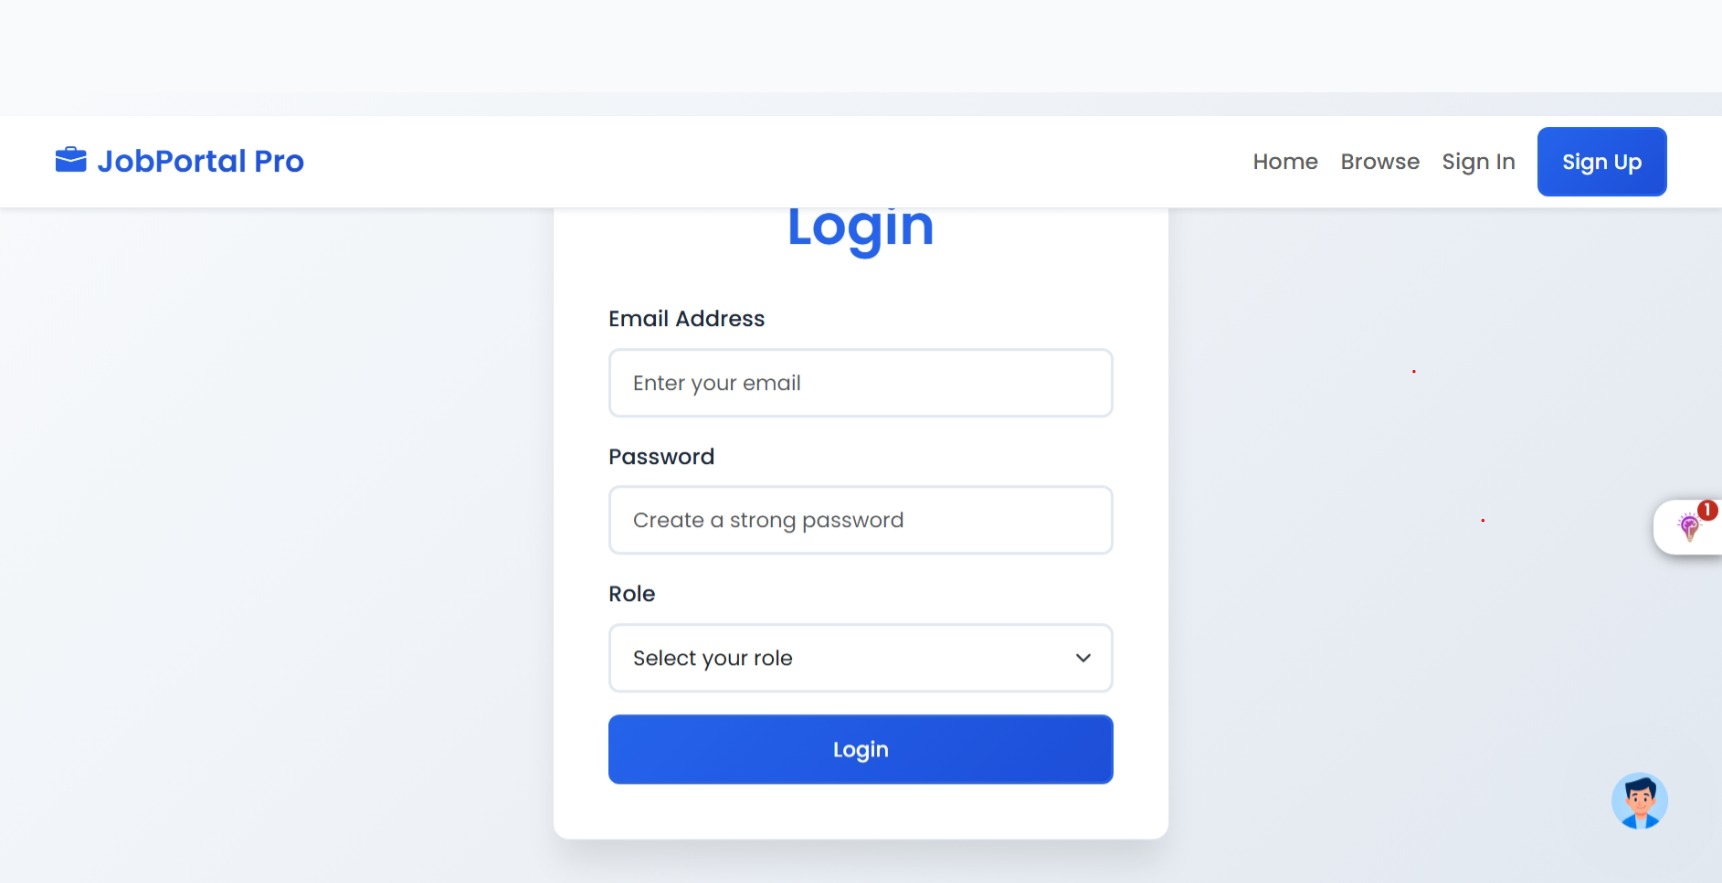 JobPortal Pro
Home Browse Sign In Sign Up
Login
Email Address
Enter your email
Password
Create a strong password
Role
Select your role
Login
1